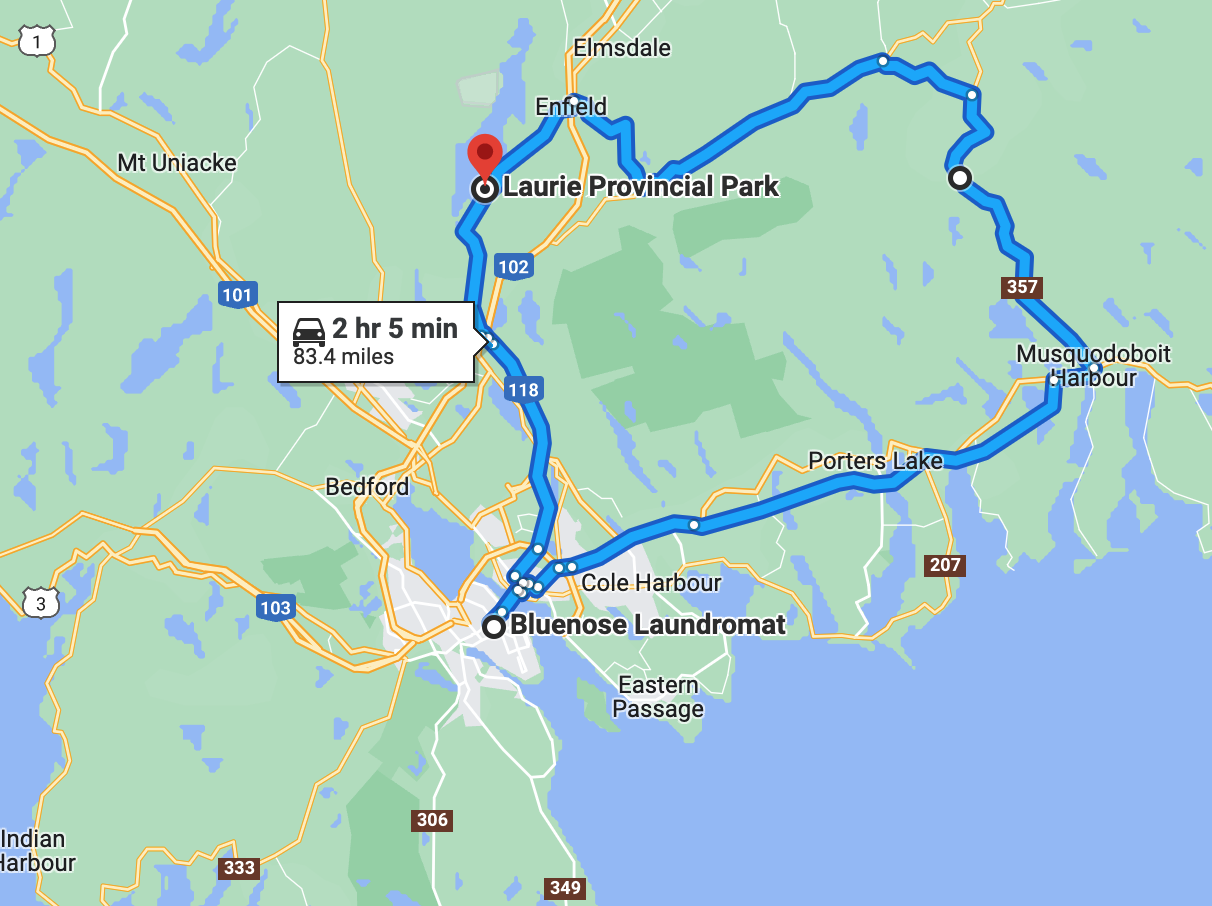 1
Elmsdale
Enfield
Mt Uniacke
Laurie Provincial Park
102
101
357
2 hr 5 min
83.4 miles
Musquodoboit
Harbour
118
Porters Lake
Bedford
207
Cole Harbour
3
103
Bluenose Laundromat
Eastern
Passage
306
Indian
Harbour
333
349